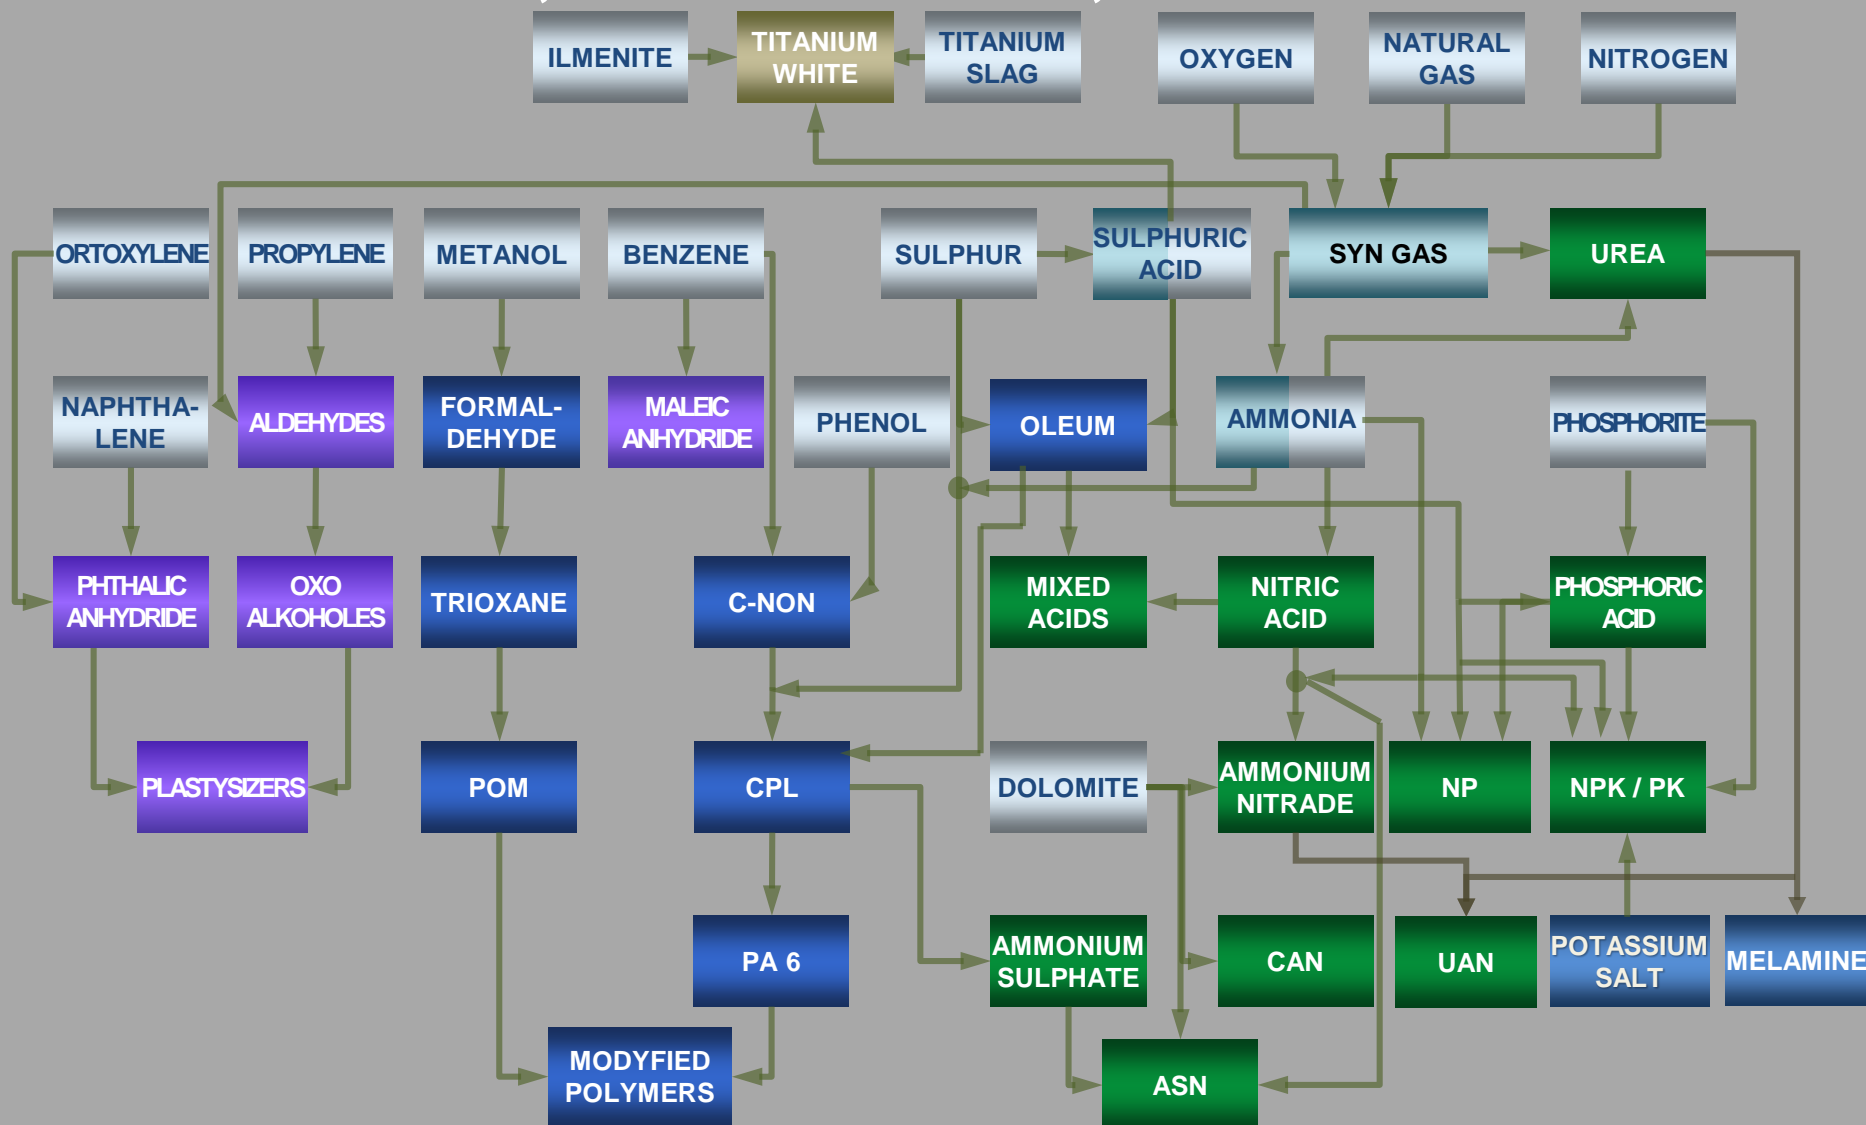 ILMENITE
TITANIUM
WHITE
TITANIUM
SLAG
OXYGEN
NATURAL
GAS
NITROGEN
ORTOXYLENE
PROPYLENE
METANOL
BENZENE
SULPHUR
SULPHURIC
ACID
SYN GAS
UREA
NAPHTHA-
LENE
ALDEHYDES
FORMAL-
DEHYDE
MALEIC
ANHYDRIDE
PHENOL
OLEUM
AMMONIA
PHOSPHORITE
PHTHALIC
ANHYDRIDE
OXO
ALKOHOLES
TRIOXANE
C-NON
MIXED
ACIDS
NITRIC
ACID
PHOSPHORIC
ACID
PLASTYSIZERS
POM
CPL
DOLOMITE
AMMONIUM
NITRADE
NP
NPK / PK
PA 6
AMMONIUM
SULPHATE
CAN
UAN
POTASSIUM
SALT
MELAMINE
MODYFIED
POLYMERS
ASN